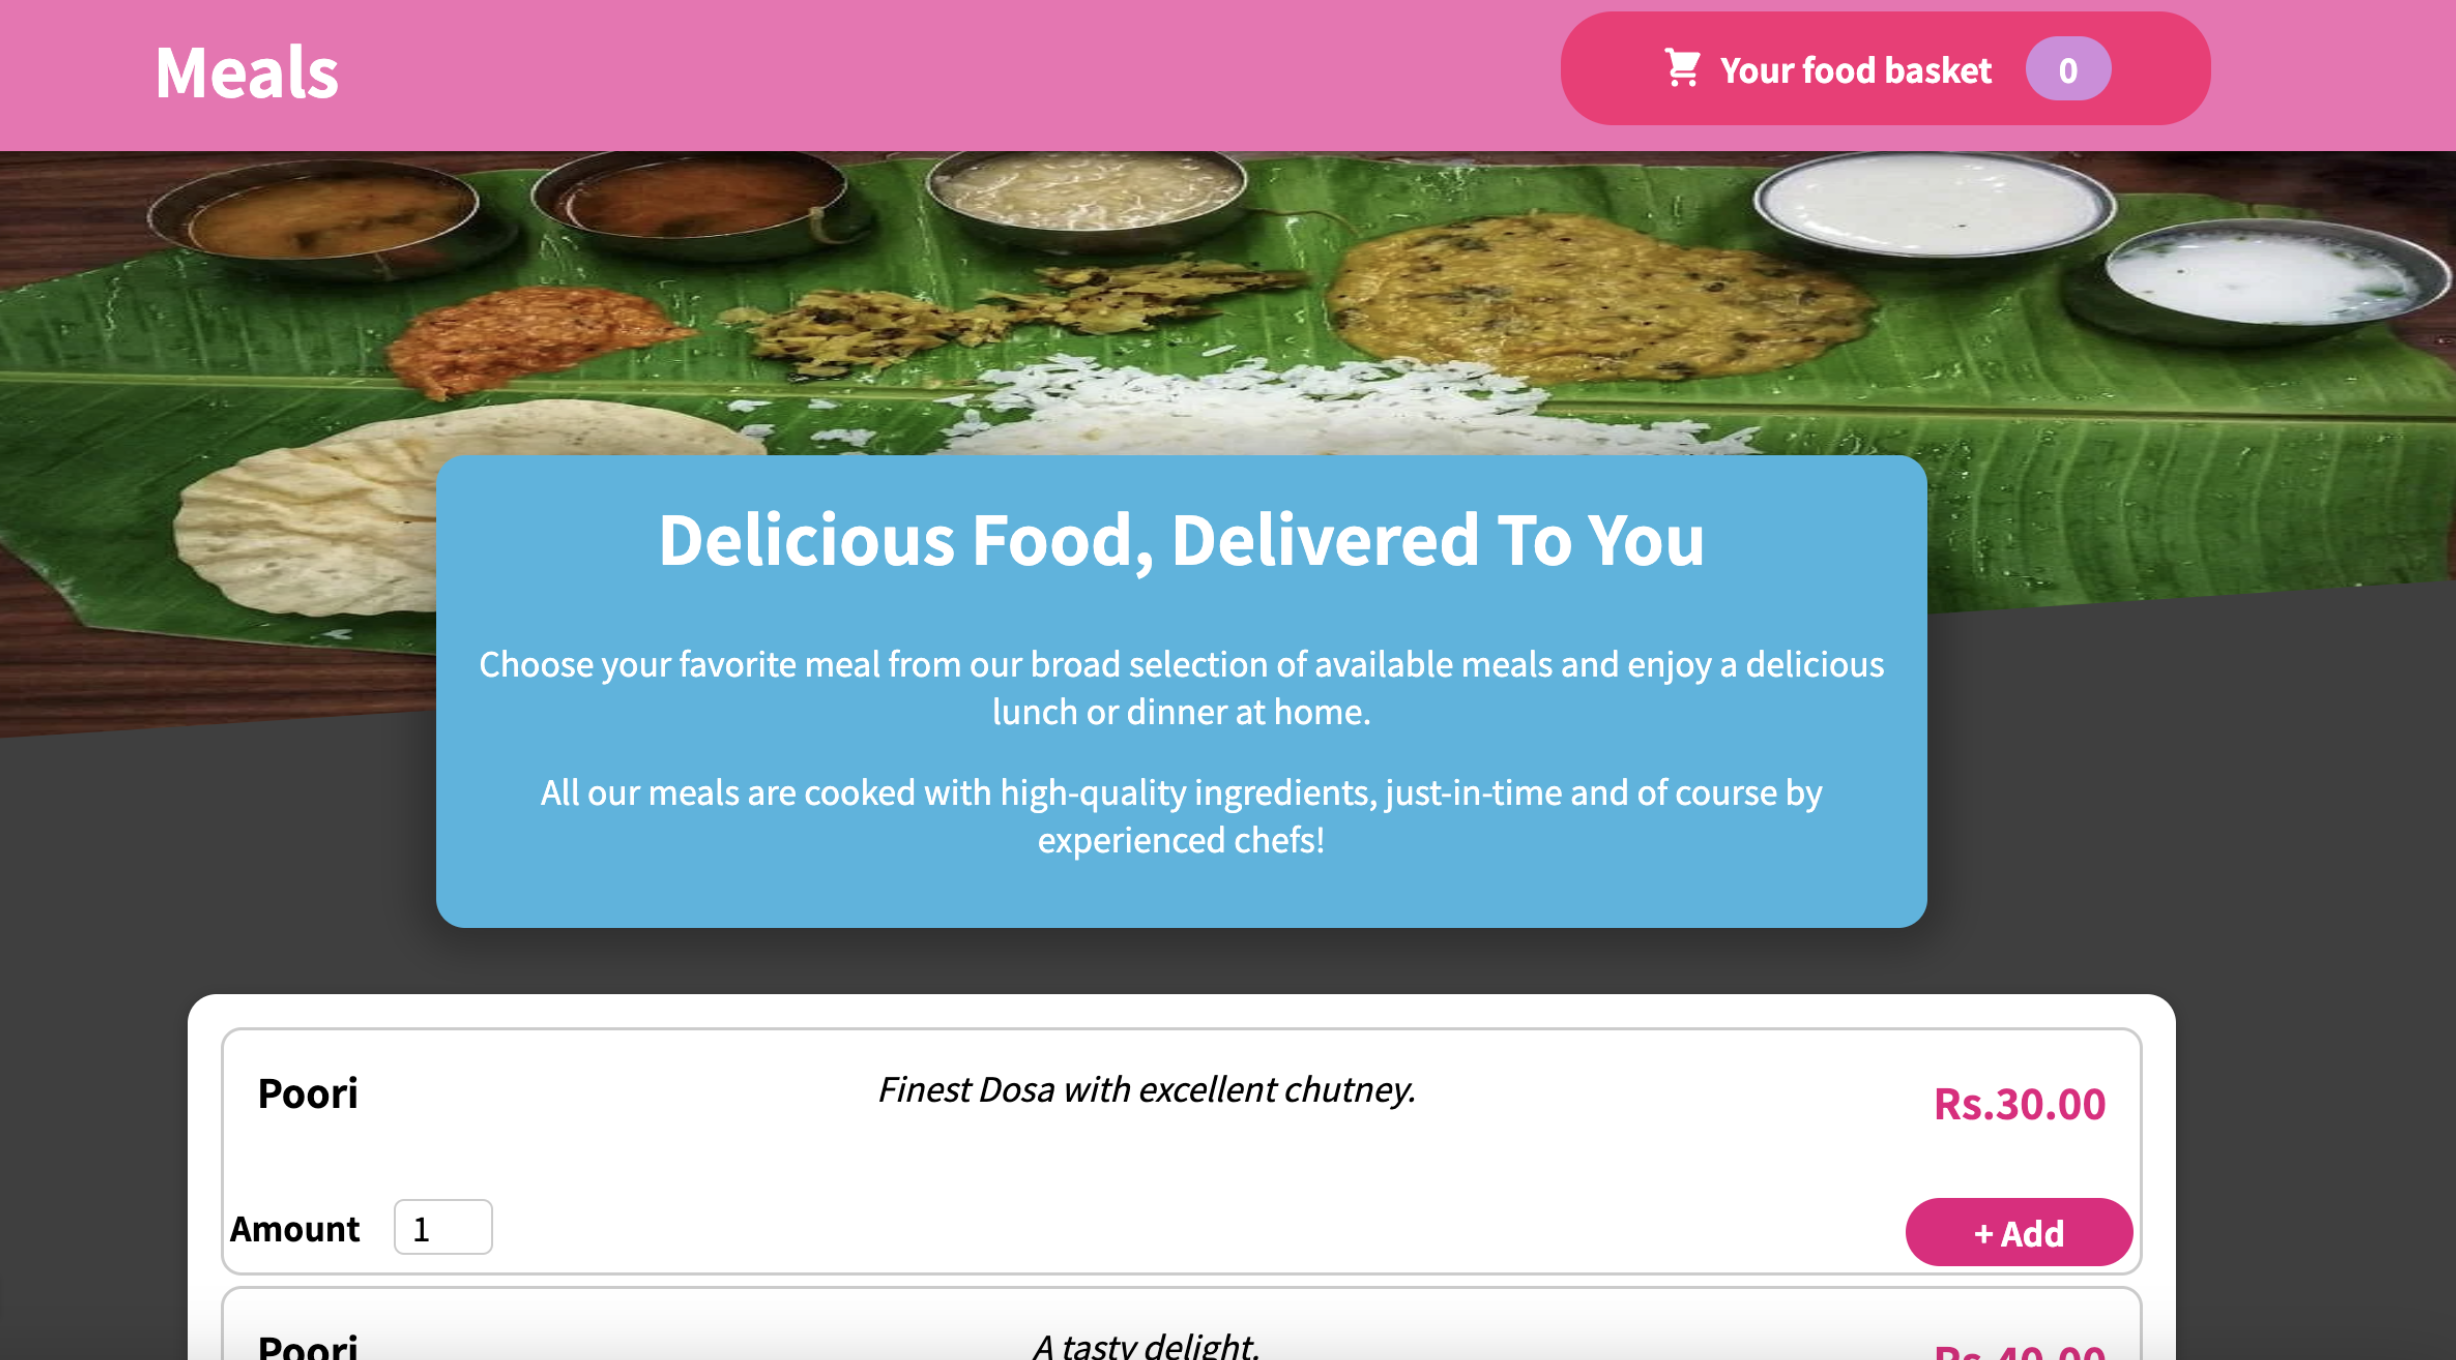 Meals
Your food basket 0
Delicious Food, Delivered To You
Choose your favorite meal from our broad selection of available meals and enjoy a delicious
lunch or dinner at home.
All our meals are cooked with high-quality ingredients, just-in-time and of course by
experienced chefs!
Poori
Finest Dosa with excellent chutney.
Rs.30.00
Amount 1
+ Add
Poori
A tasty delight.
Rs.40.00